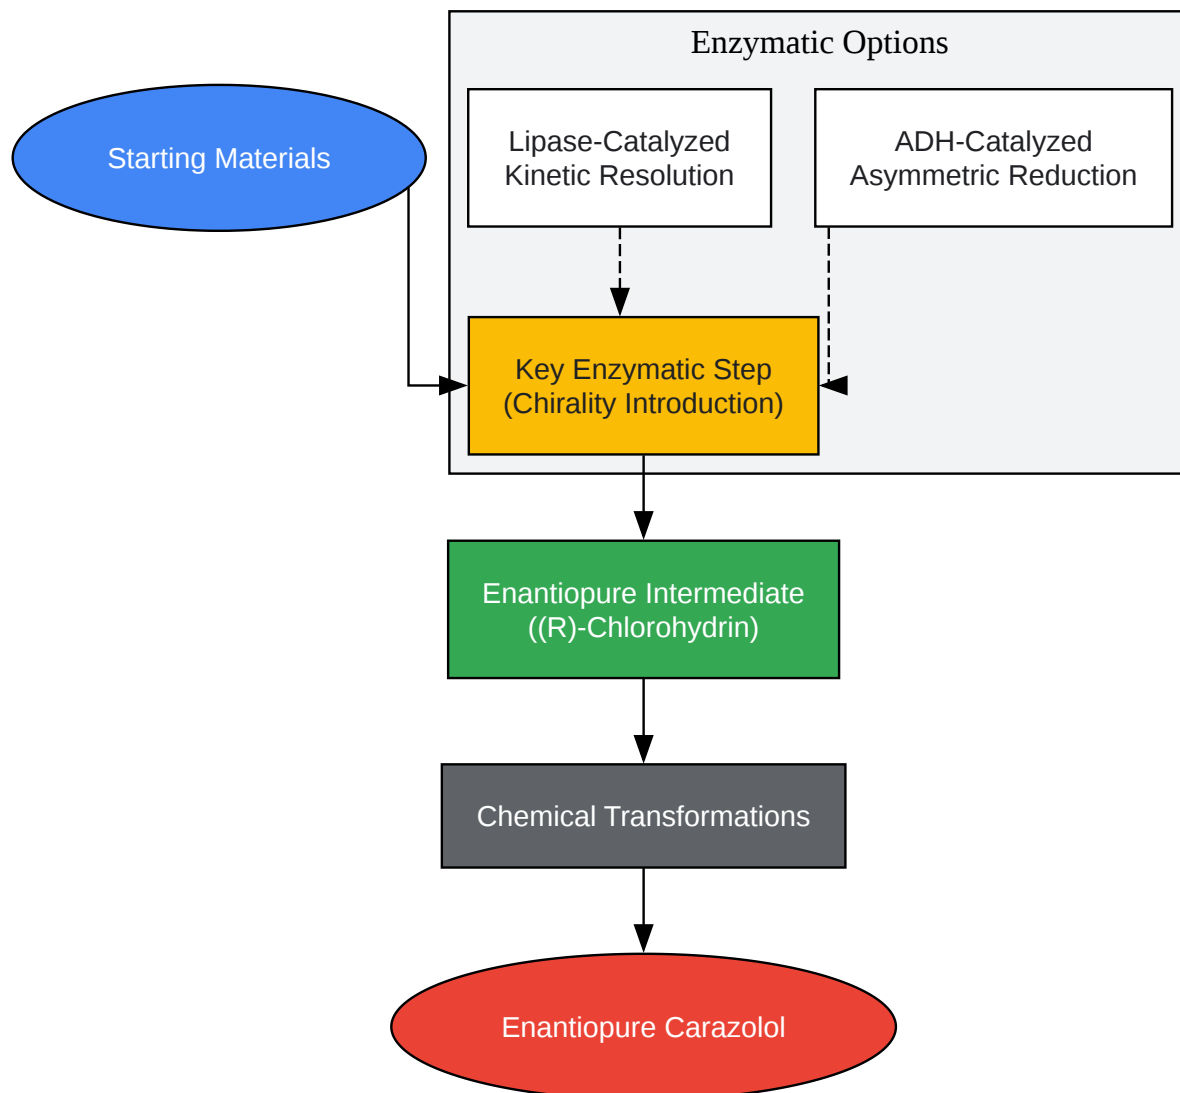 Enzymatic Options
Starting Materials
Lipase-Catalyzed
Kinetic Resolution
ADH-Catalyzed
Asymmetric Reduction
Key Enzymatic Step
(Chirality Introduction)
Enantiopure Intermediate
((R)-Chlorohydrin)
Chemical Transformations
Enantiopure Carazolol